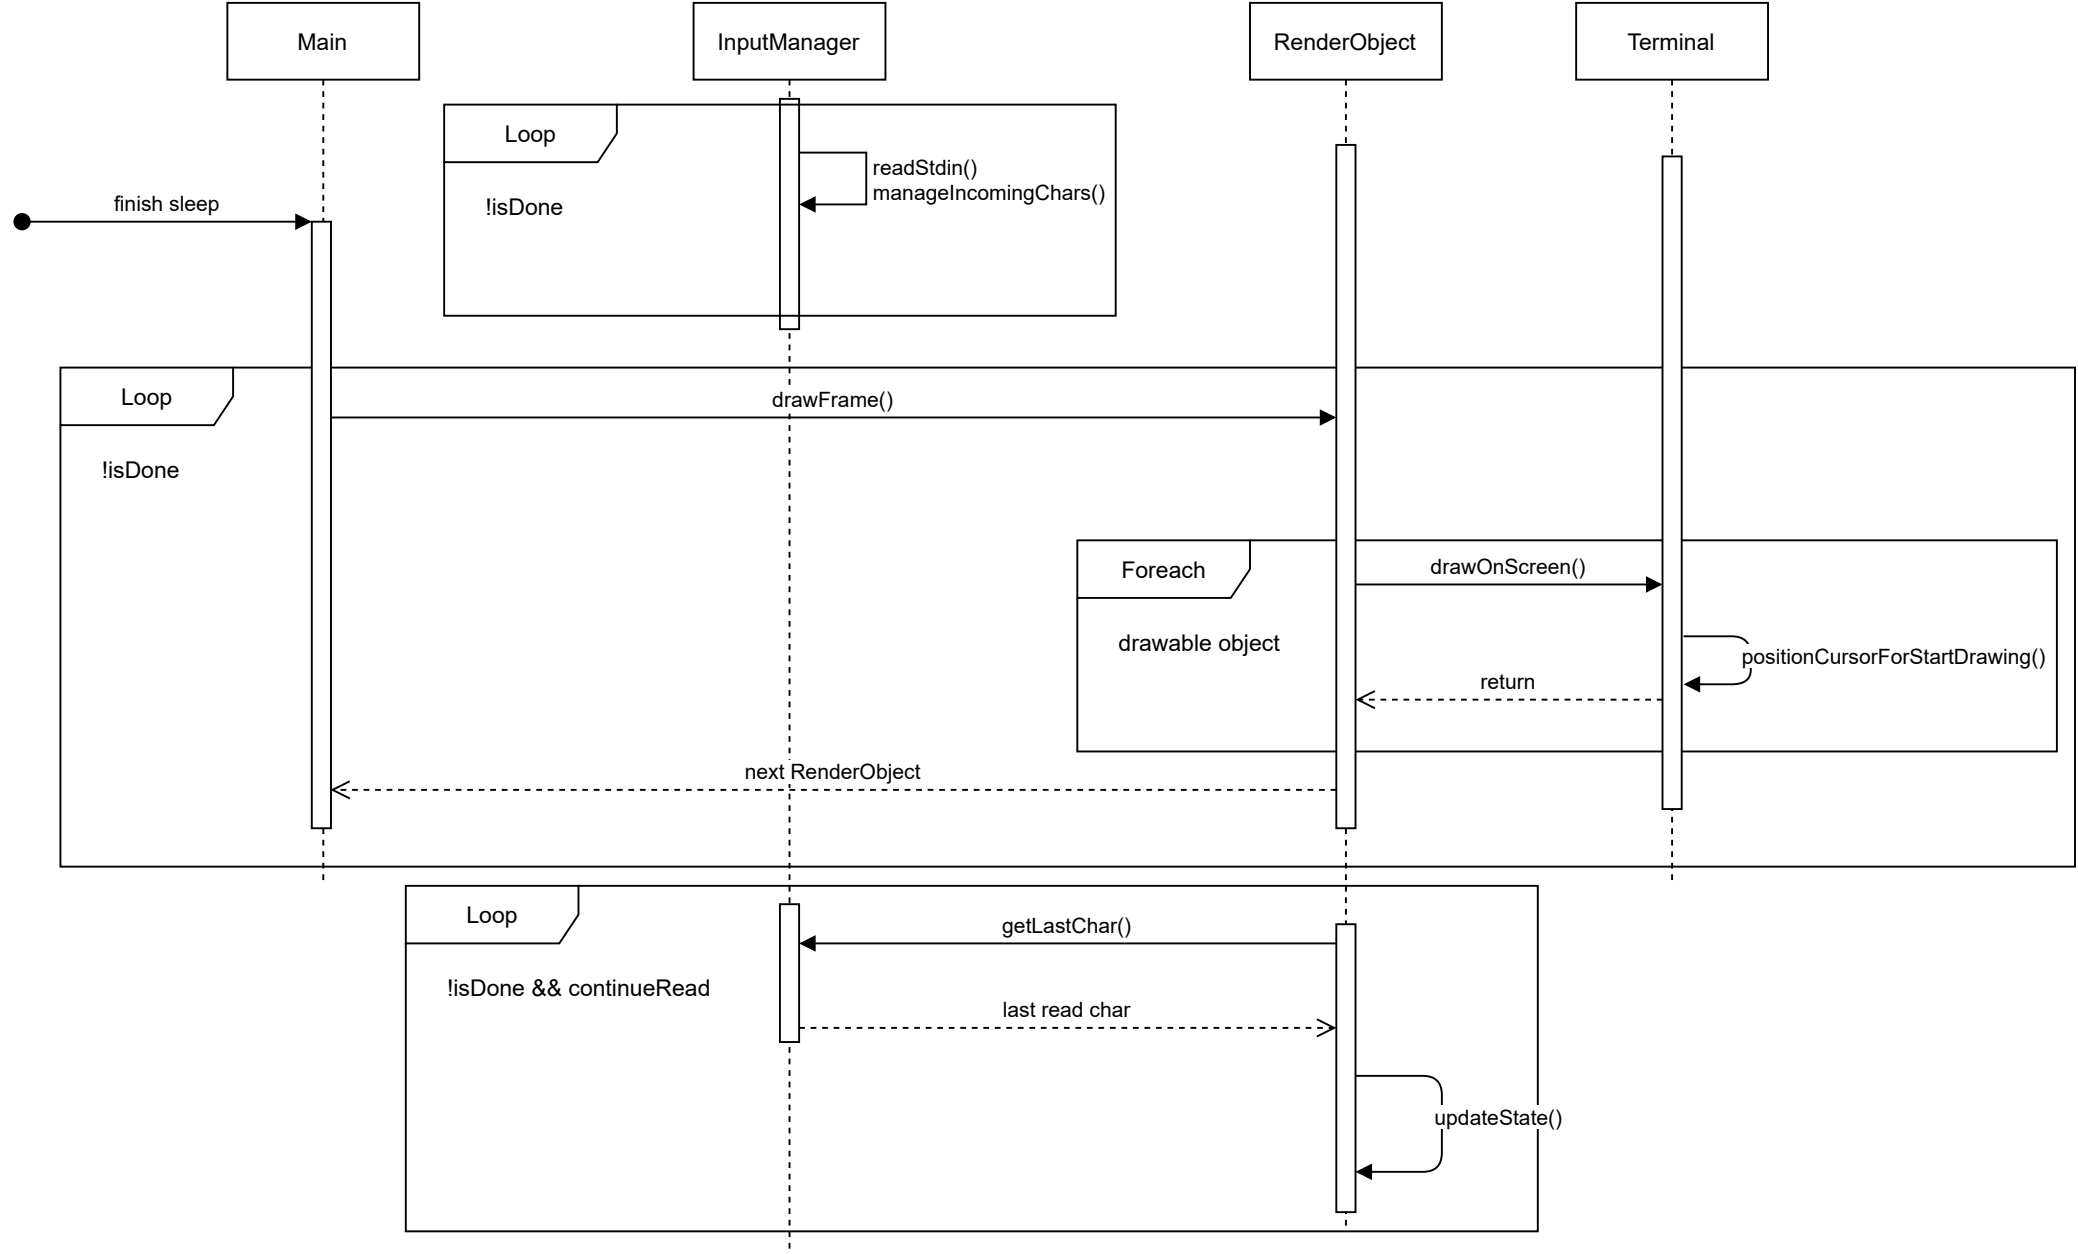 Main
InputManager
RenderObject
Terminal
Loop
readStdin()
manageIncomingChars()
!isDone
finish sleep
Loop
drawFrame()
!isDone
Foreach
drawOnScreen()
drawable object
positionCursorForStartDrawing()
return
next RenderObject
Loop
getLastChar()
!isDone && continueRead
last read char
updateState()